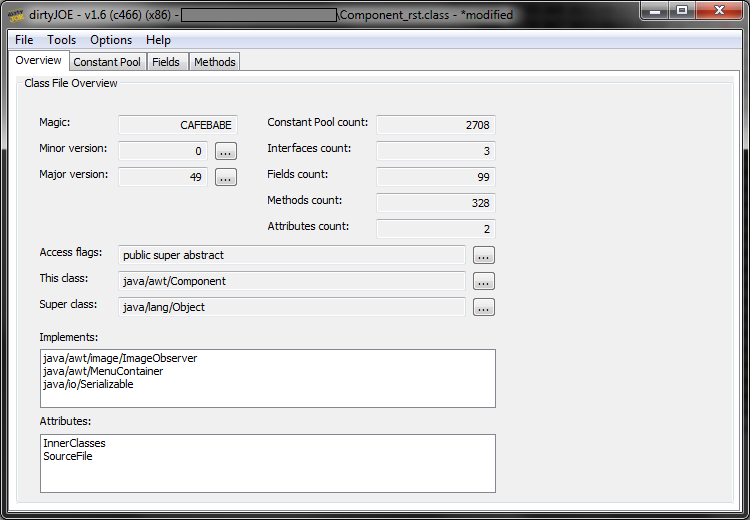 dirtyJOE - v1.6 (c466) (x86) - \Component_rst.class - *modified
File Tools Options Help
Overview Constant Pool Fields Methods
Class File Overview
Magic: CAFEBABE Constant Pool count: 2708
Minor version: 0 ... Interfaces count: 3
Major version: 49 ... Fields count: 99
Methods count: 328
Attributes count: 2
Access flags: public super abstract ...
This class: java/awt/Component ...
Super class: java/lang/Object ...
Implements:
java/awt/image/ImageObserver
java/awt/MenuContainer
java/io/Serializable
Attributes:
InnerClasses
SourceFile